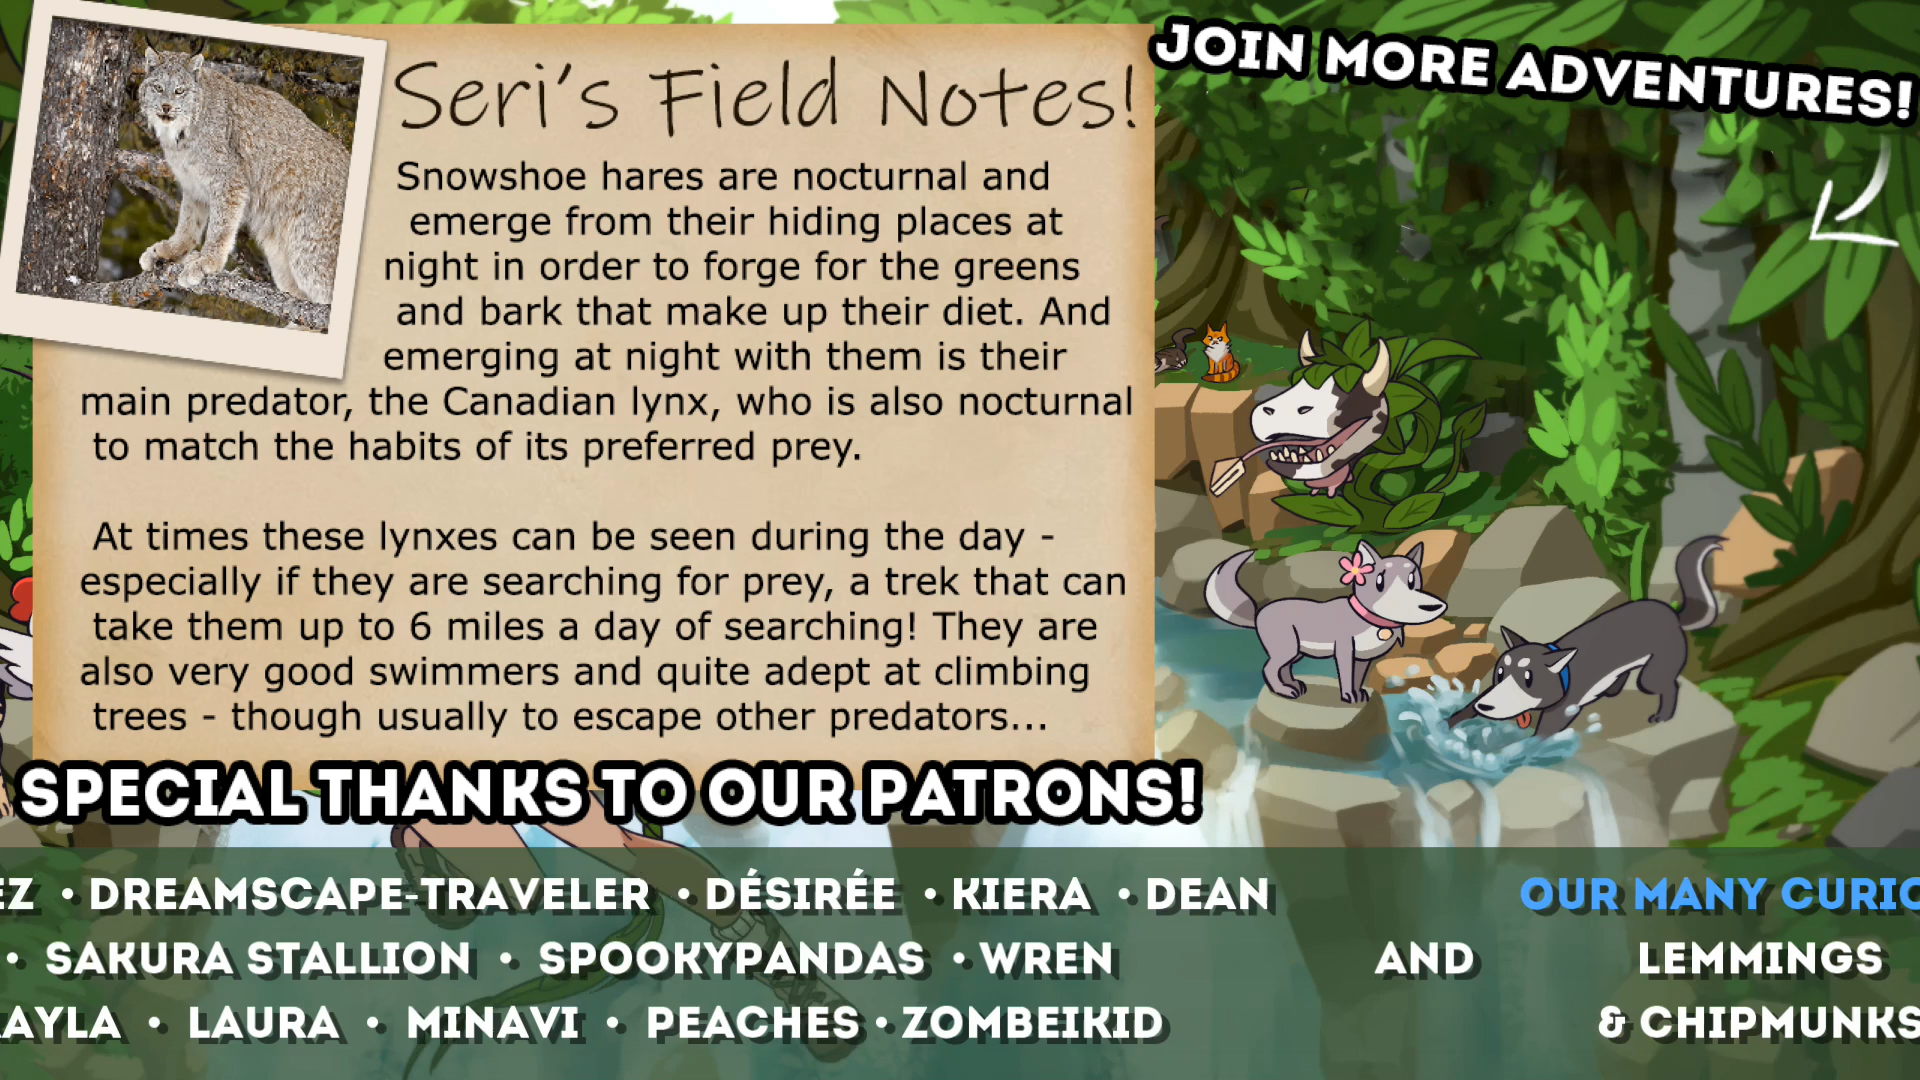 Seri's Field Notes!
JOIN MORE ADVENTURES!
Snowshoe hares are nocturnal and
emerge from their hiding places at
night in order to forge for the greens
and bark that make up their diet. And
emerging at night with them is their
main predator, the Canadian lynx, who is also nocturnal
to match the habits of its preferred prey.
At times these lynxes can be seen during the day -
especially if they are searching for prey, a trek that can
take them up to 6 miles a day of searching! They are
also very good swimmers and quite adept at climbing
trees - though usually to escape other predators...
SPECIAL THANKS TO OUR PATRONS!
EZ • DREAMSCAPE-TRAVELER • DÉSIRÉE • KIERA • DEAN OUR MANY CURIO
• SAKURA STALLION • SPOOKYPANDAS • WREN AND LEMMINGS
AYLA • LAURA • MINAVI • PEACHES • ZOMBEIKID & CHIPMUNKS